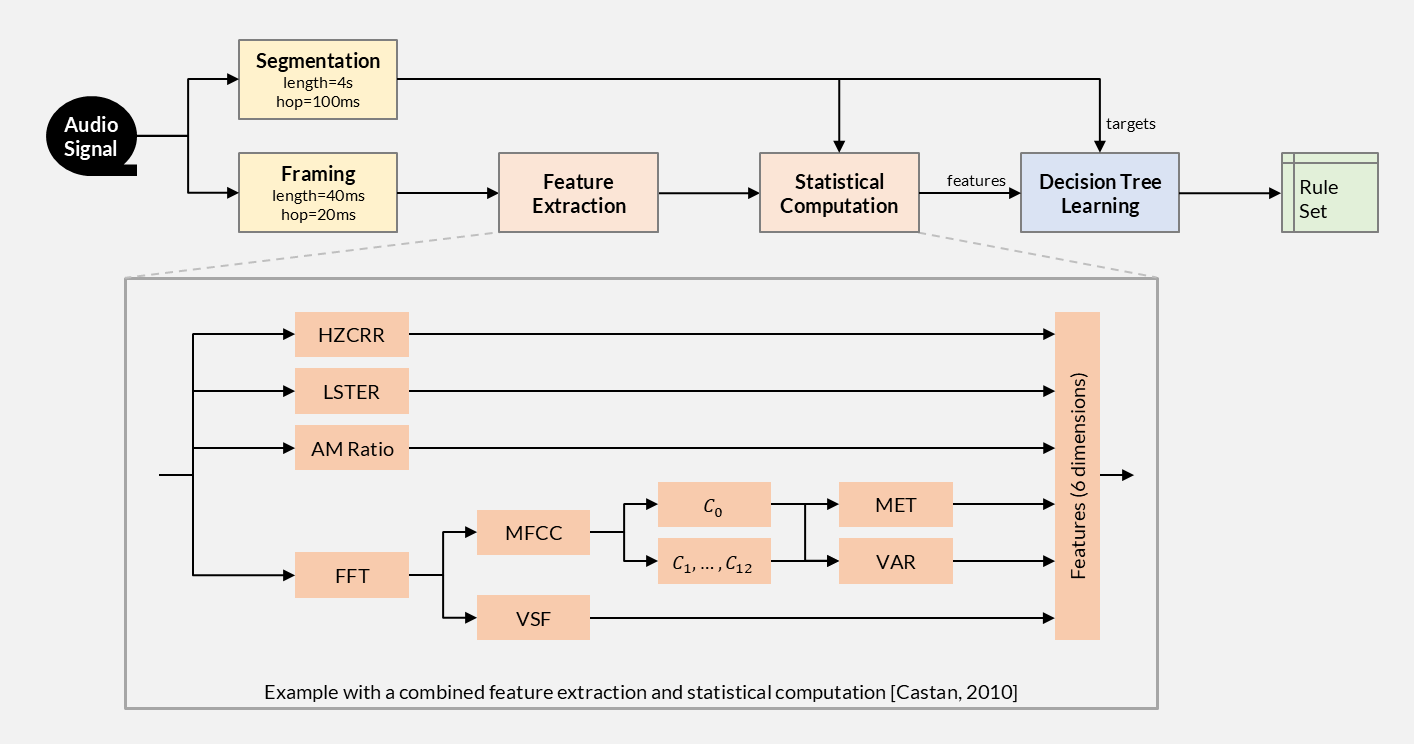 Audio
Signal
Segmentation
length=4s
hop=100ms
Framing
length=40ms
hop=20ms
Feature
Extraction
Statistical
Computation
features
targets
Decision Tree
Learning
Rule
Set
HZCRR
LSTER
AM Ratio
FFT
MFCC
VSF
C₀
C₁, … , C₁₂
MET
VAR
Features (6 dimensions)
Example with a combined feature extraction and statistical computation [Castan, 2010]